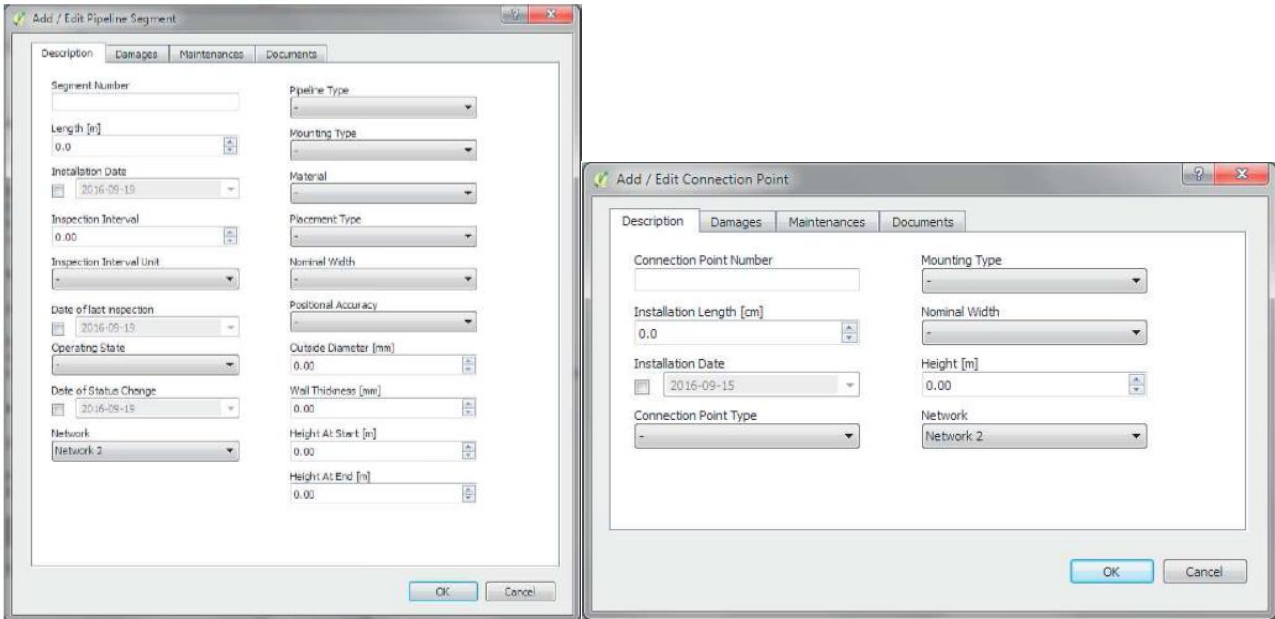 Add / Edit Pipeline Segment
Description Damages Maintenances Documents
Segment Number
Length [m]
0.0
Installation Date
2016-09-19
Inspection Interval
0.00
Inspection Interval Unit
-
Date of last inspection
2016-09-19
Operating State
-
Date of Status Change
2016-09-19
Network
Network 2
Pipeline Type
-
Mounting Type
-
Material
-
Placement Type
-
Nominal Width
-
Positional Accuracy
-
Outside Diameter [mm]
0.00
Wall Thickness [mm]
0.00
Height At Start [m]
0.00
Height At End [m]
0.00
OK Cancel
Add / Edit Connection Point
Description Damages Maintenances Documents
Connection Point Number
Installation Length [cm]
0.0
Installation Date
2016-09-15
Connection Point Type
-
Mounting Type
-
Nominal Width
-
Height [m]
0.00
Network
Network 2
OK Cancel